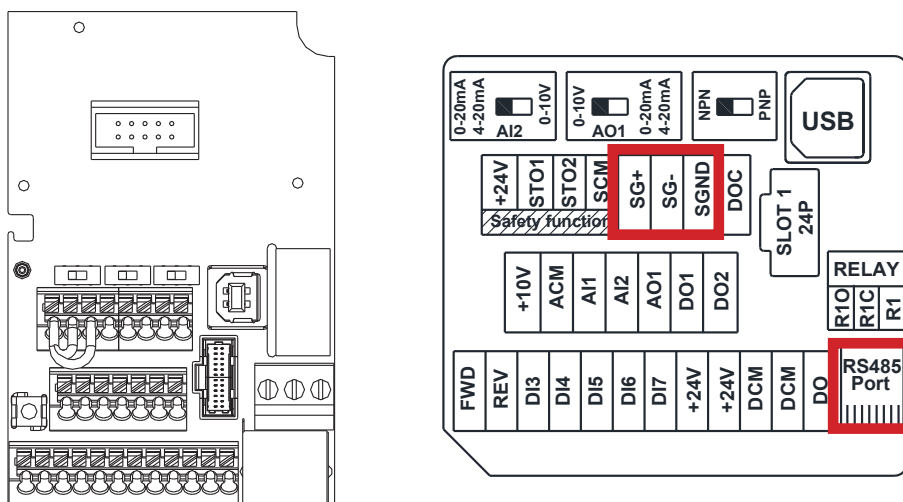 0-20mA
4-20mA
AI2
0-10V
0-10V
AO1
0-20mA
4-20mA
NPN
PNP
USB
+24V STO1 STO2 SCM SG+ SG- SGND DOC
Safety function
SLOT 1
24P
+10V ACM AI1 AI2 AO1 DO1 DO2
RELAY
R1O R1C R1
FWD REV DI3 DI4 DI5 DI6 DI7 +24V +24V DCM DCM DO
RS485
Port